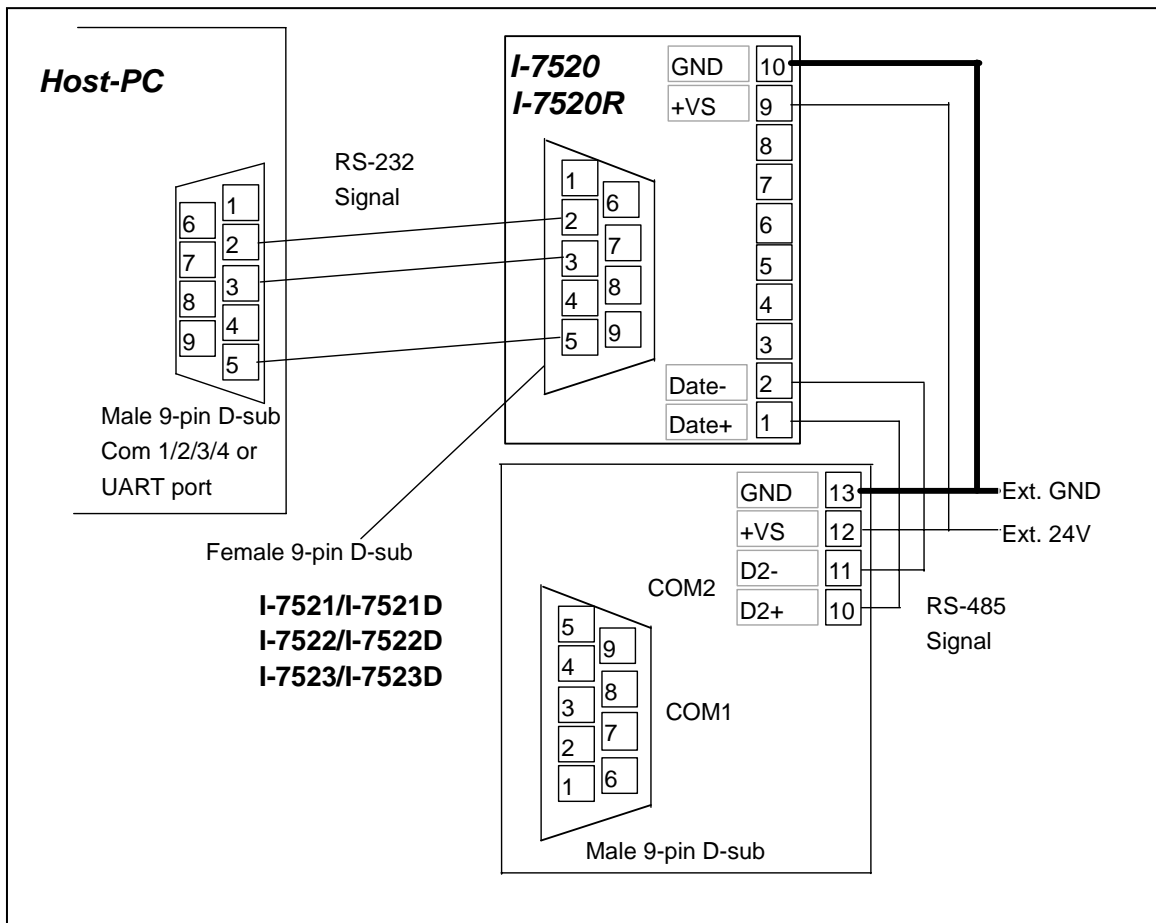 Host-PC
6
7
8
9
1
2
3
4
5
Male 9-pin D-sub
Com 1/2/3/4 or
UART port
RS-232
Signal
I-7520
I-7520R
1
2
3
4
5
6
7
8
9
GND 10
+VS 9
8
7
6
5
4
3
Date- 2
Date+ 1
Female 9-pin D-sub
I-7521/I-7521D
I-7522/I-7522D
I-7523/I-7523D
GND 13
+VS 12
D2- 11
D2+ 10
COM2
Ext. GND
Ext. 24V
RS-485
Signal
5
4
3
2
1
9
8
7
6
COM1
Male 9-pin D-sub